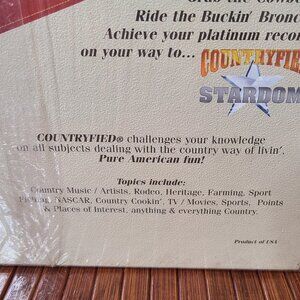 Ride the Buckin' Bronc
Achieve your platinum recor
on your way to...
COUNTRYFIED
STARDOM
COUNTRYFIED® challenges your knowledge
on all subjects dealing with the country way of livin'.
Pure American fun!
Topics include:
Country Music / Artists, Rodeo, Heritage, Farming, Sport
Fishing, NASCAR, Country Cookin', TV / Movies, Sports, Points
& Places of Interest, anything & everything Country.
Product of USA